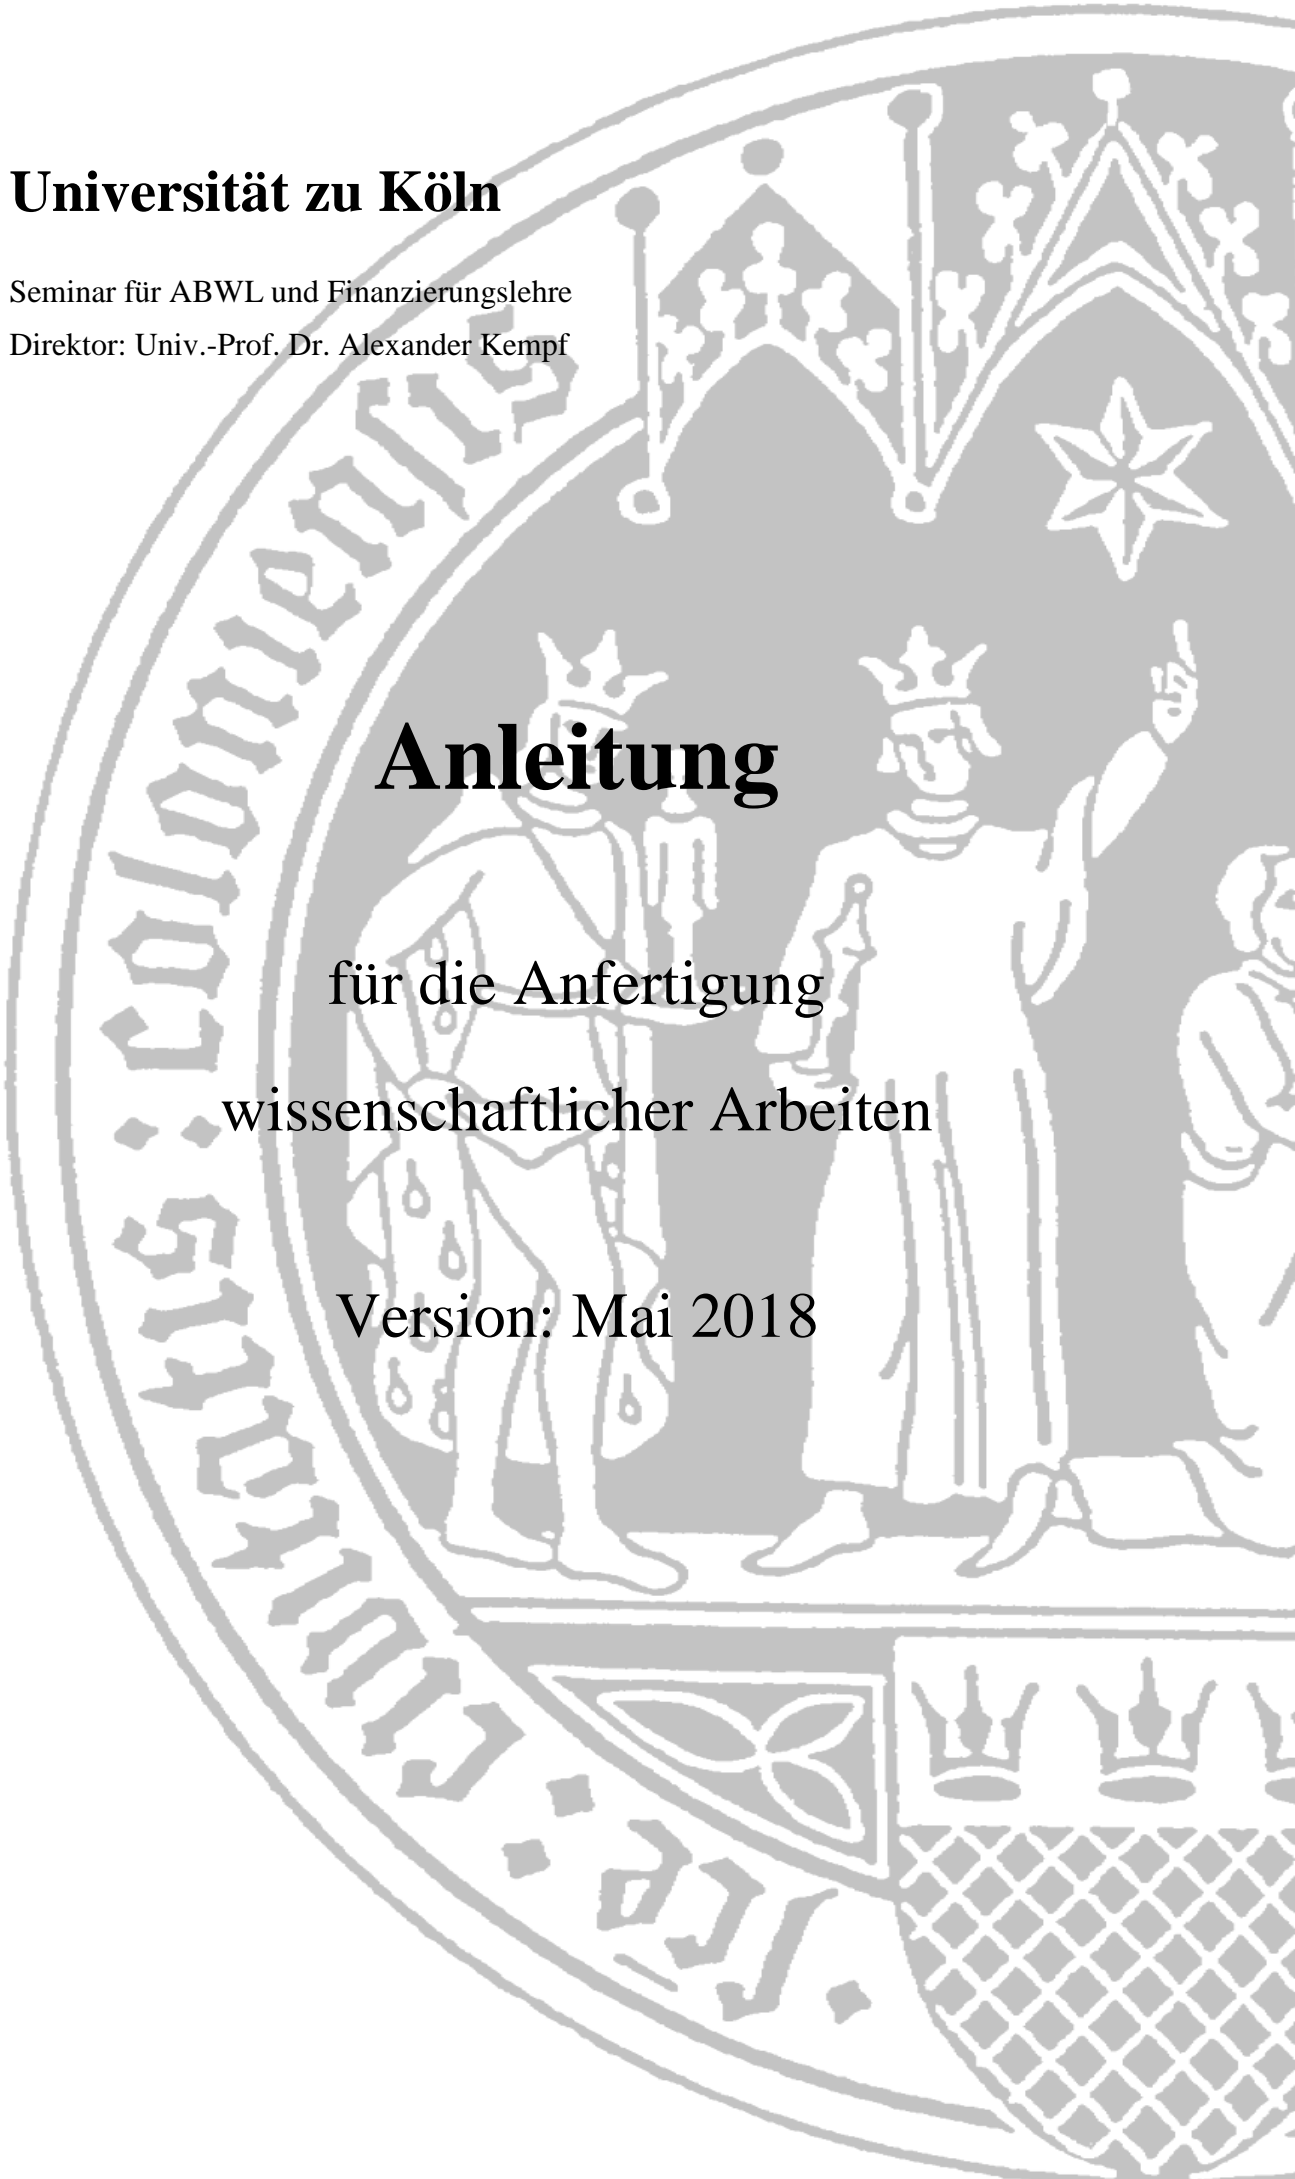 Universität zu Köln
Seminar für ABWL und Finanzierungslehre
Direktor: Univ.-Prof. Dr. Alexander Kempf
Anleitung
für die Anfertigung
wissenschaftlicher Arbeiten
Version: Mai 2018
coloniensis